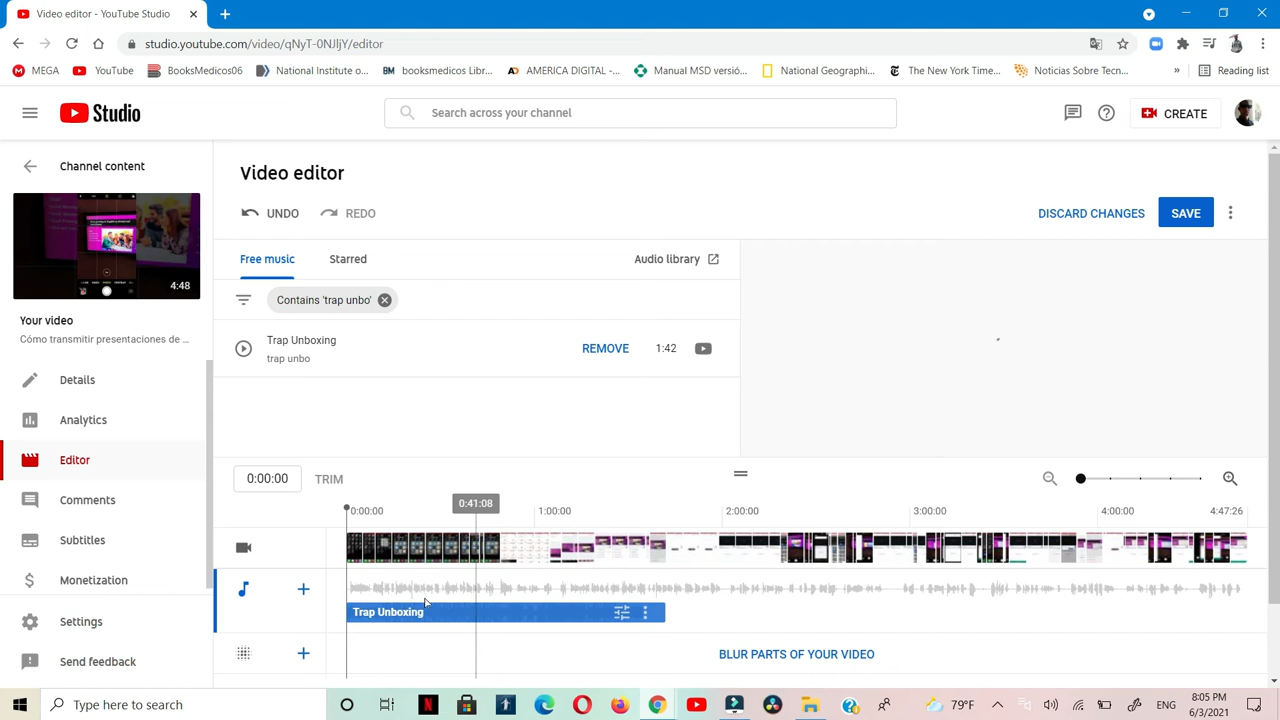 Video editor - YouTube Studio
studio.youtube.com/video/qNyT-0NJljY/editor
MEGA
YouTube
BooksMedicos06
National Institute o...
booksmedicos Libr...
AMERICA DIGITAL -...
Manual MSD versió...
National Geographi...
The New York Time...
Noticias Sobre Tecn...
»
Reading list
Studio
Search across your channel
CREATE
Channel content
4:48
Your video
Cómo transmitir presentaciones de ...
Details
Analytics
Editor
Comments
Subtitles
Monetization
Settings
Send feedback
Video editor
UNDO
REDO
DISCARD CHANGES
SAVE
Free music
Starred
Audio library
Contains 'trap unbo'
Trap Unboxing
trap unbo
REMOVE
1:42
0:00:00
TRIM
0:41:08
0:00:00
1:00:00
2:00:00
3:00:00
4:00:00
4:47:26
Trap Unboxing
BLUR PARTS OF YOUR VIDEO
Type here to search
79°F
ENG
8:05 PM
6/3/2021